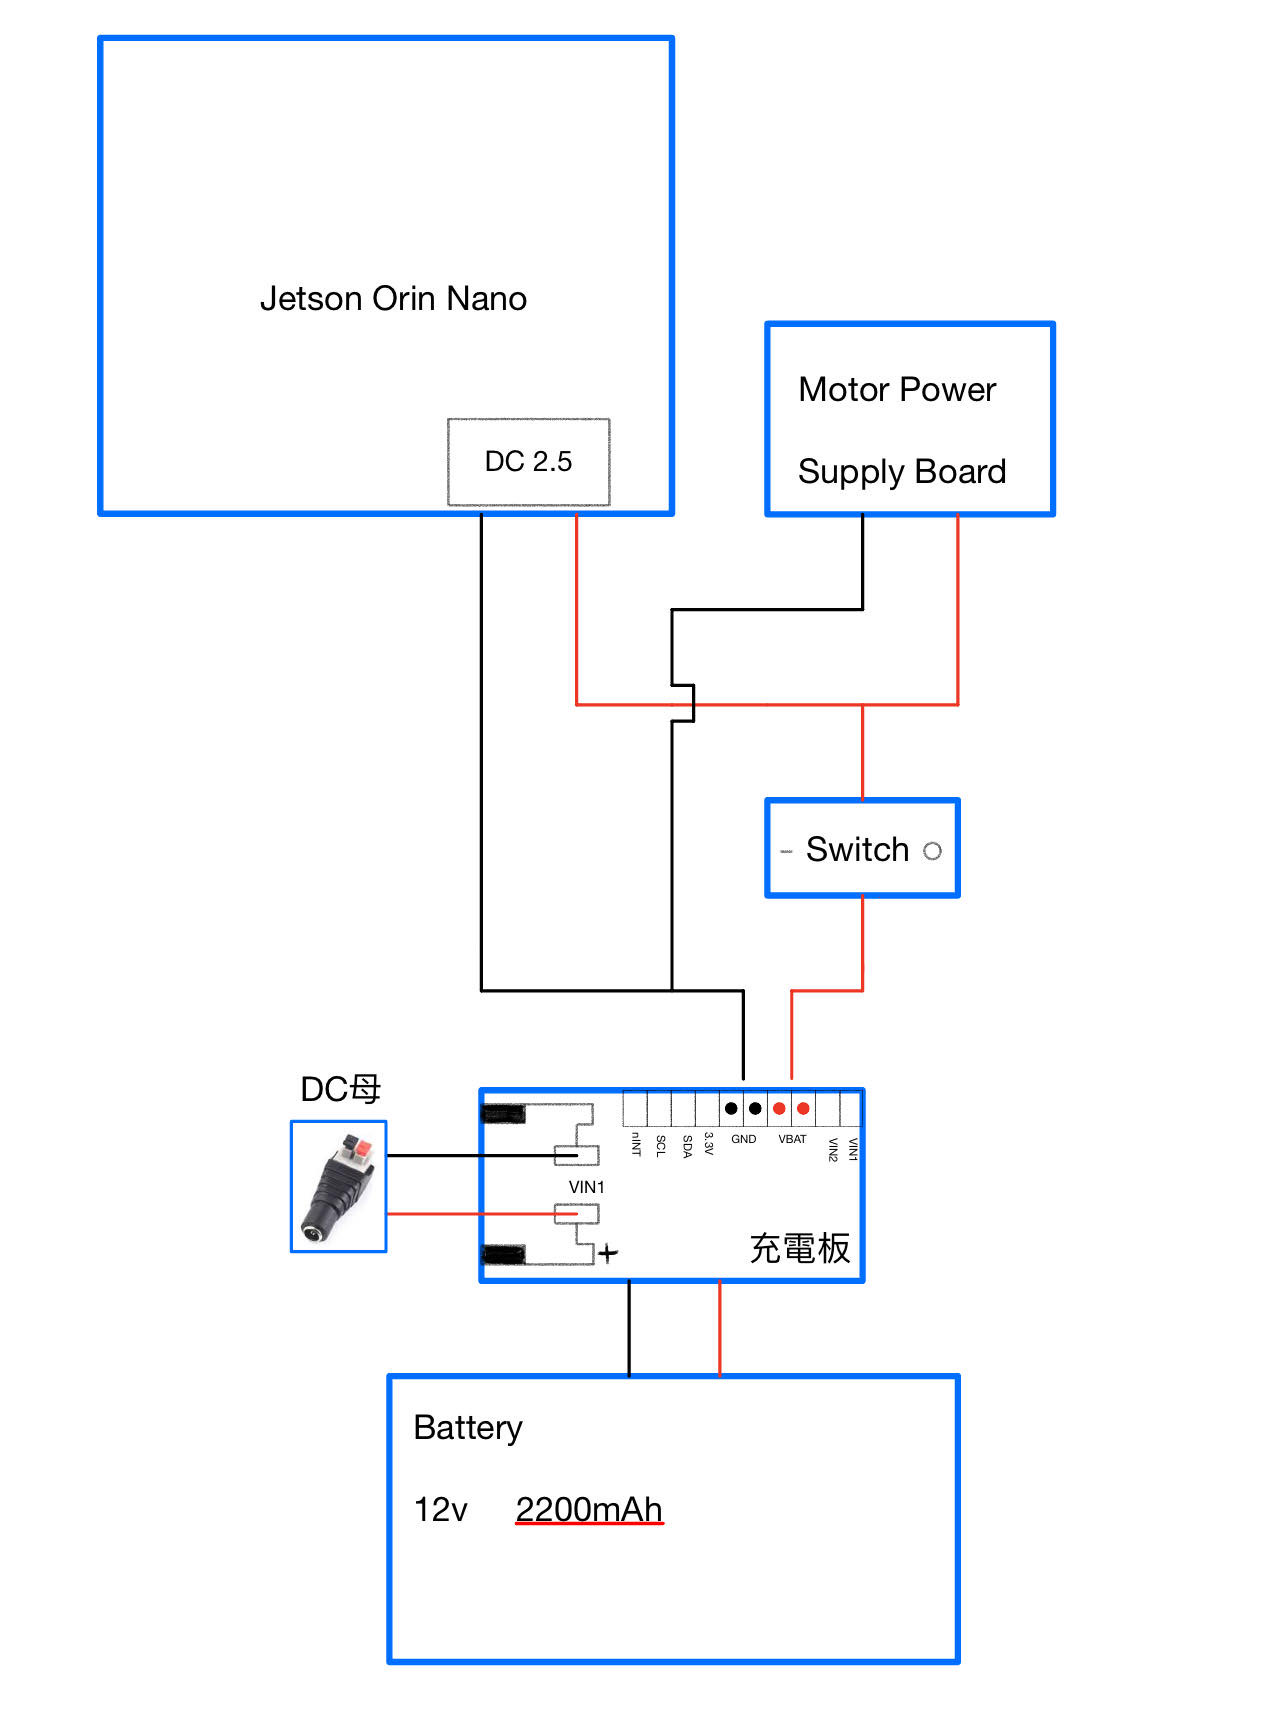 Jetson Orin Nano
DC 2.5
Motor Power
Supply Board
- Switch O
DC母
nINT
SCL
SDA
3.3V
GND
VBAT
VIN2
VIN1
VIN1
+
充電板
Battery
12v 2200mAh